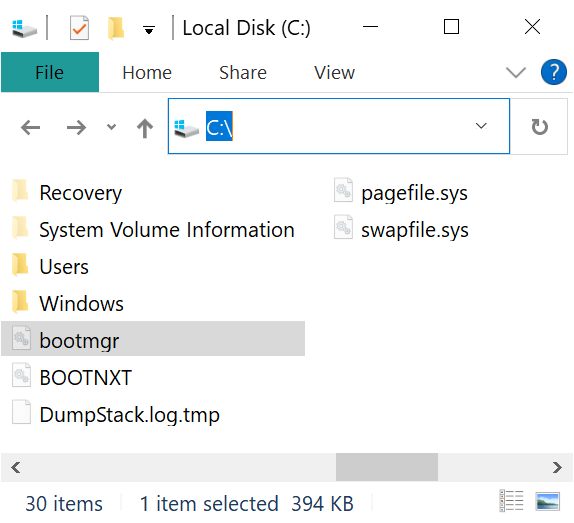 Local Disk (C:)
File Home Share View
C:\
Recovery
System Volume Information
Users
Windows
bootmgr
BOOTNXT
DumpStack.log.tmp
pagefile.sys
swapfile.sys
30 items 1 item selected 394 KB